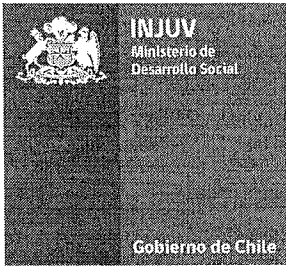 INJUV
Ministerio de
Desarrollo Social
Gobierno de Chile